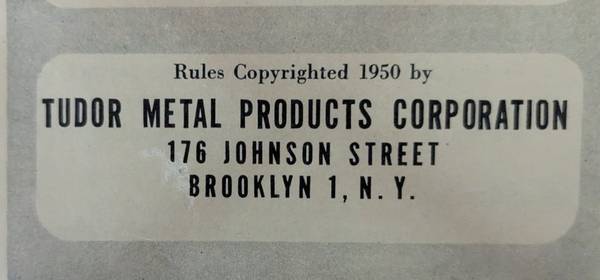 Rules Copyrighted 1950 by
TUDOR METAL PRODUCTS CORPORATION
176 JOHNSON STREET
BROOKLYN 1, N. Y.